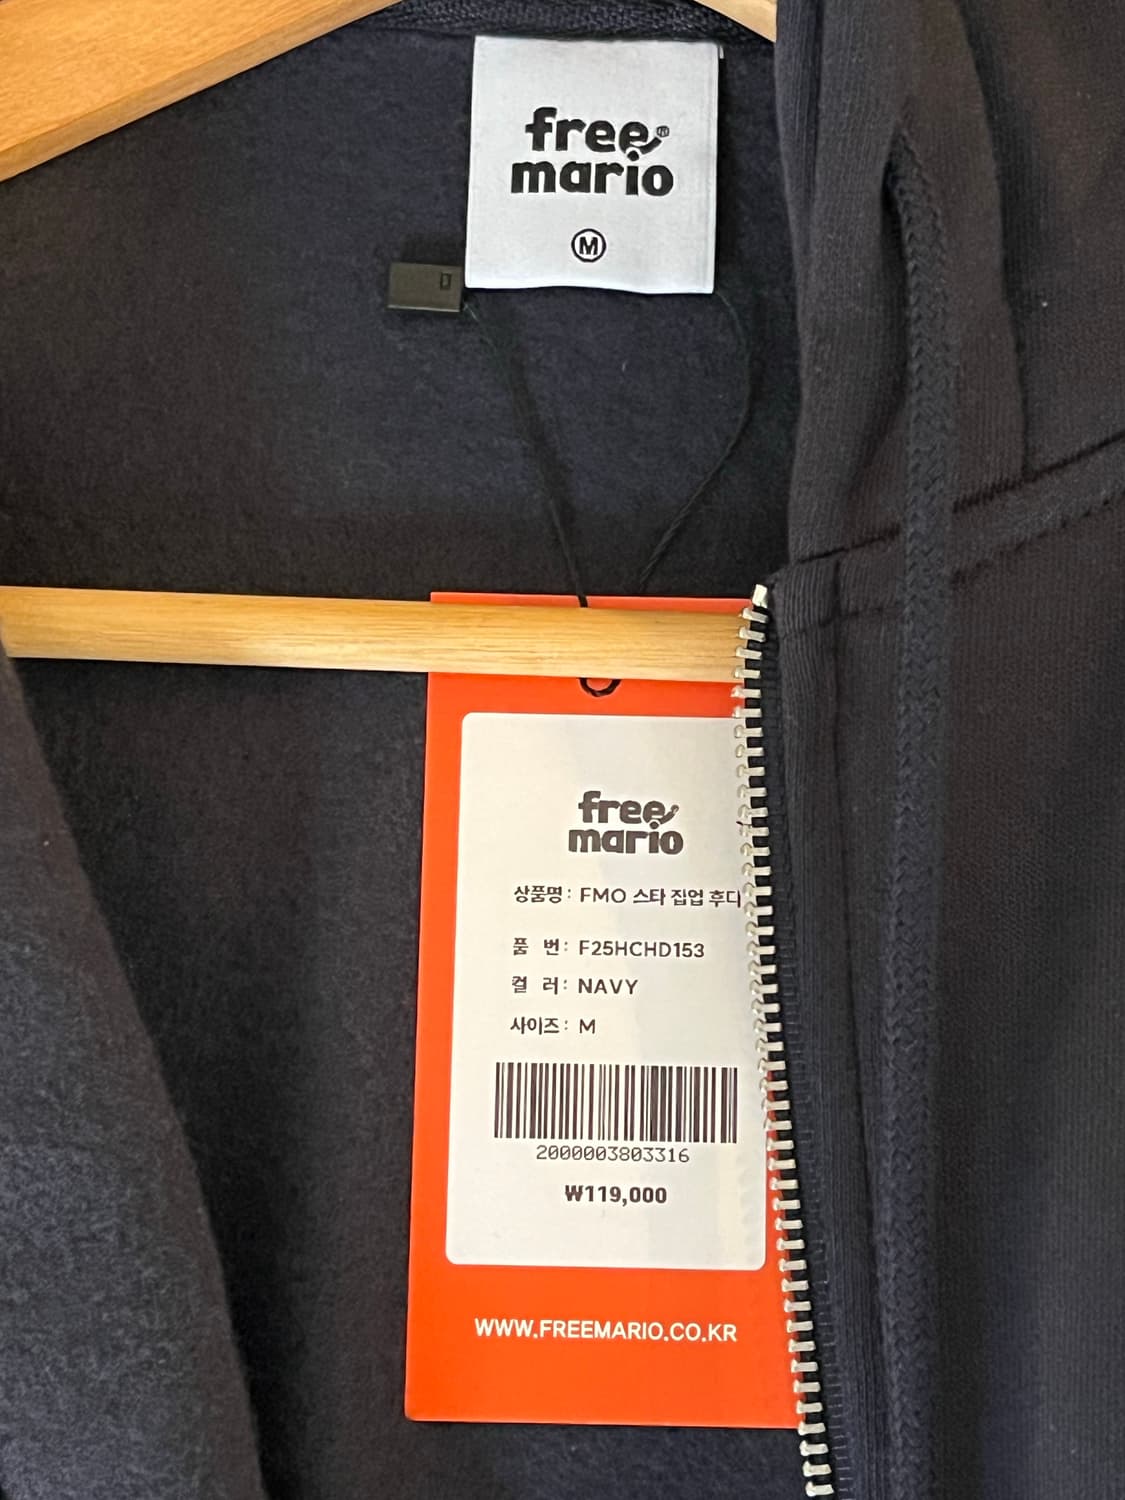 free®
mario
M
free
mario
상품명 : FMO 스타 집업 후디
품 번 : F25HCHD153
컬 러 : NAVY
사이즈 : M
2000003803316
₩119,000
WWW.FREEMARIO.CO.KR